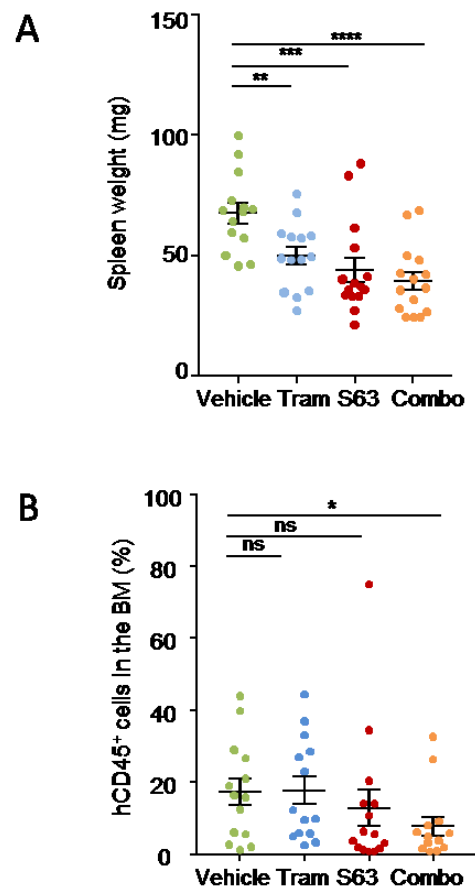 A
Spleen weight (mg)
150
100
50
0
****
***
**
Vehicle Tram S63 Combo
B
hCD45+ cells In the BM (%)
100
80
60
40
20
0
*
ns
ns
Vehicle Tram S63 Combo